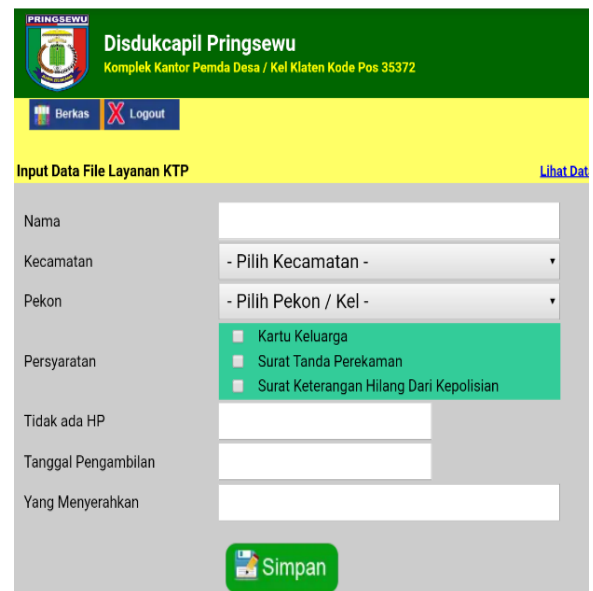 PRINGSEWU
Disdukcapil Pringsewu
Komplek Kantor Pemda Desa / Kel Klaten Kode Pos 35372
Berkas
Logout
Input Data File Layanan KTP
Lihat Dat
Nama
Kecamatan
- Pilih Kecamatan -
Pekon
- Pilih Pekon / Kel -
Persyaratan
Kartu Keluarga
Surat Tanda Perekaman
Surat Keterangan Hilang Dari Kepolisian
Tidak ada HP
Tanggal Pengambilan
Yang Menyerahkan
Simpan